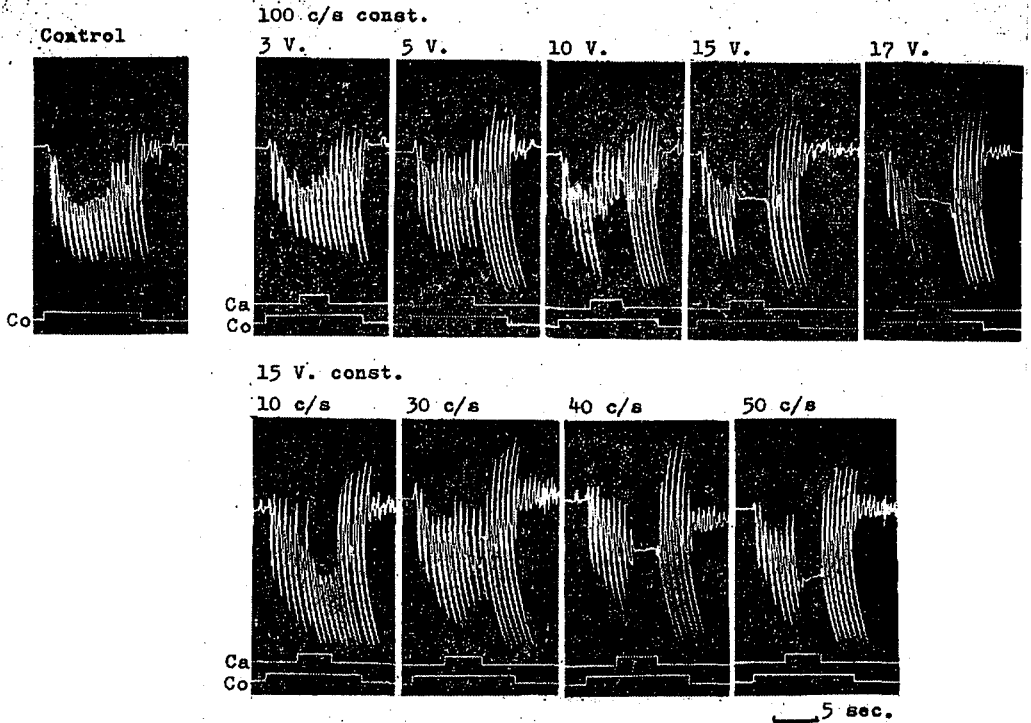 100 c/s const.
Control
3 V. 5 V. 10 V. 15 V. 17 V.
Ca
Co Co
15 V. const.
10 c/s 30 c/s 40 c/s 50 c/s
Ca
Co
5 sec.